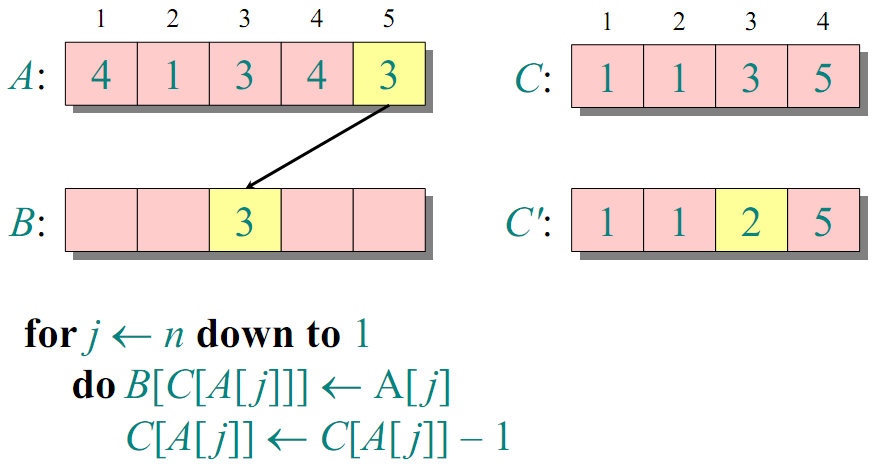 1 2 3 4 5 1 2 3 4
A: 4 1 3 4 3 C: 1 1 3 5
B: 3 C': 1 1 2 5
for j ← n down to 1
do B[C[A[j]]] ← A[j]
C[A[j]] ← C[A[j]] – 1